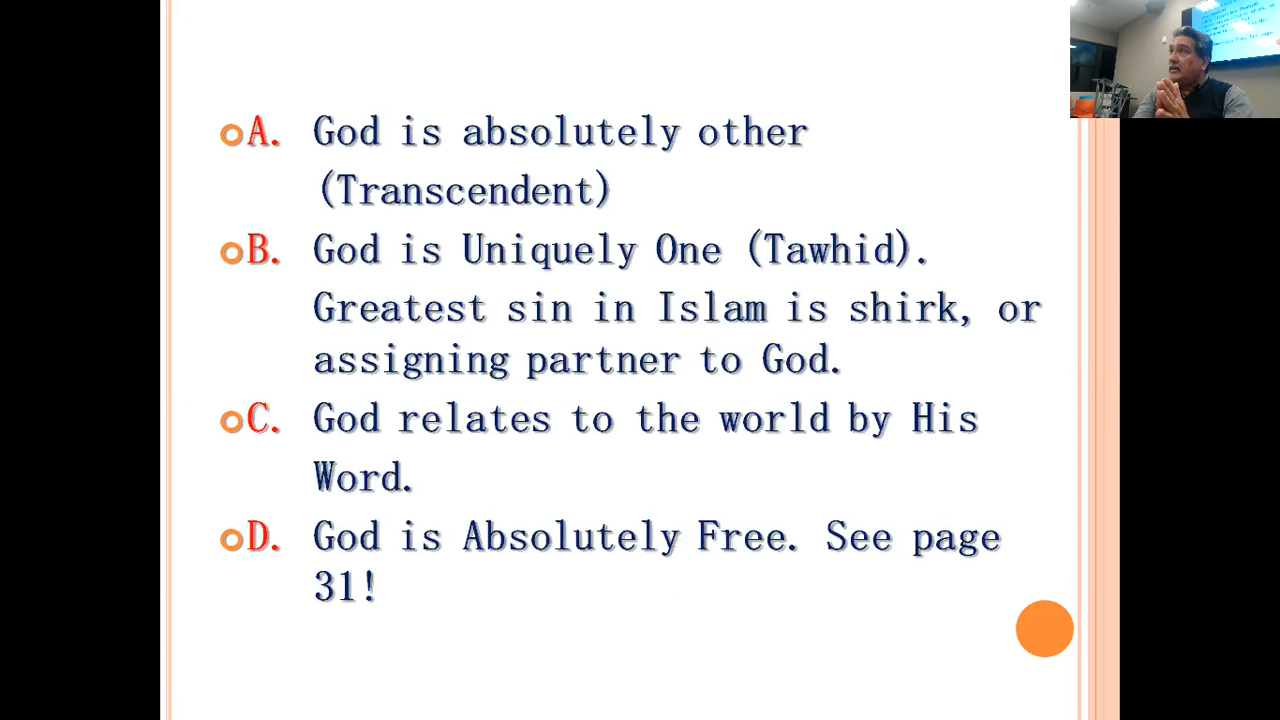 A. God is absolutely other
(Transcendent)
B. God is Uniquely One (Tawhid).
Greatest sin in Islam is shirk, or
assigning partner to God.
C. God relates to the world by His
Word.
D. God is Absolutely Free. See page
31!